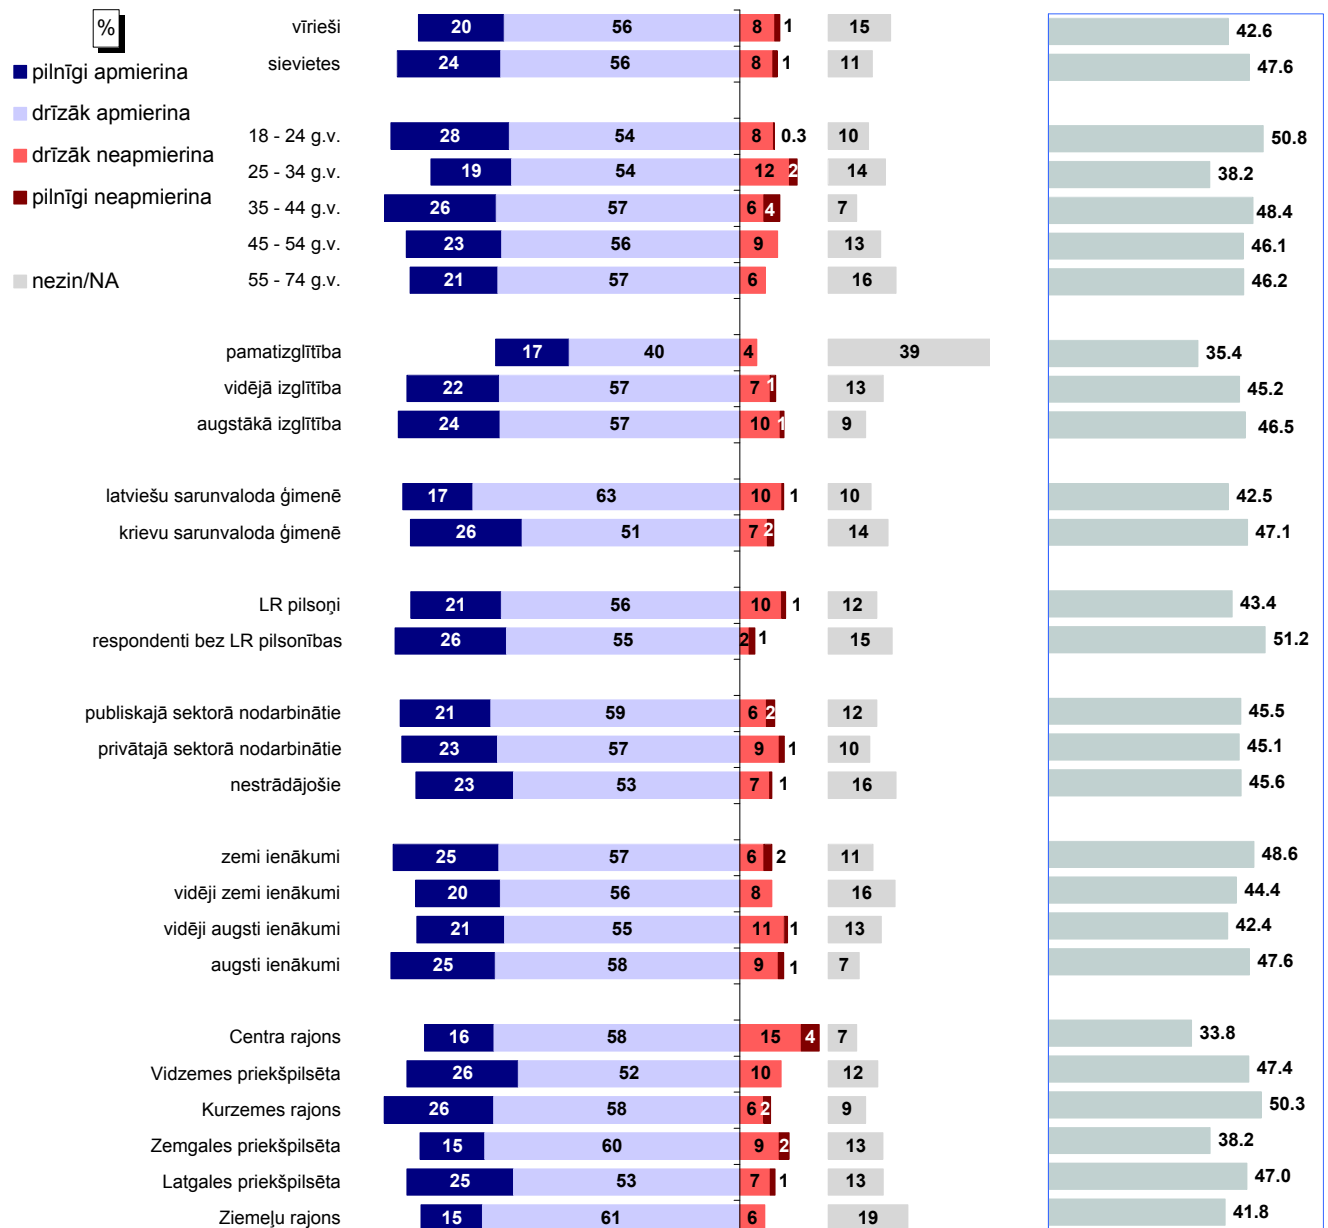 %
pilnīgi apmierina
drīzāk apmierina
drīzāk neapmierina
pilnīgi neapmierina
nezin/NA
vīrieši 20 56 8 1 15 42.6
sievietes 24 56 8 1 11 47.6
18 - 24 g.v. 28 54 8 0.3 10 50.8
25 - 34 g.v. 19 54 12 2 14 38.2
35 - 44 g.v. 26 57 6 4 7 48.4
45 - 54 g.v. 23 56 9 13 46.1
55 - 74 g.v. 21 57 6 16 46.2
pamatizglītība 17 40 4 39 35.4
vidējā izglītība 22 57 7 1 13 45.2
augstākā izglītība 24 57 10 1 9 46.5
latviešu sarunvaloda ģimenē 17 63 10 1 10 42.5
krievu sarunvaloda ģimenē 26 51 7 2 14 47.1
LR pilsoņi 21 56 10 1 12 43.4
respondenti bez LR pilsonības 26 55 2 1 15 51.2
publiskajā sektorā nodarbinātie 21 59 6 2 12 45.5
privātajā sektorā nodarbinātie 23 57 9 1 10 45.1
nestrādājošie 23 53 7 1 16 45.6
zemi ienākumi 25 57 6 2 11 48.6
vidēji zemi ienākumi 20 56 8 16 44.4
vidēji augsti ienākumi 21 55 11 1 13 42.4
augsti ienākumi 25 58 9 1 7 47.6
Centra rajons 16 58 15 4 7 33.8
Vidzemes priekšpilsēta 26 52 10 12 47.4
Kurzemes rajons 26 58 6 2 9 50.3
Zemgales priekšpilsēta 15 60 9 2 13 38.2
Latgales priekšpilsēta 25 53 7 1 13 47.0
Ziemeļu rajons 15 61 6 19 41.8